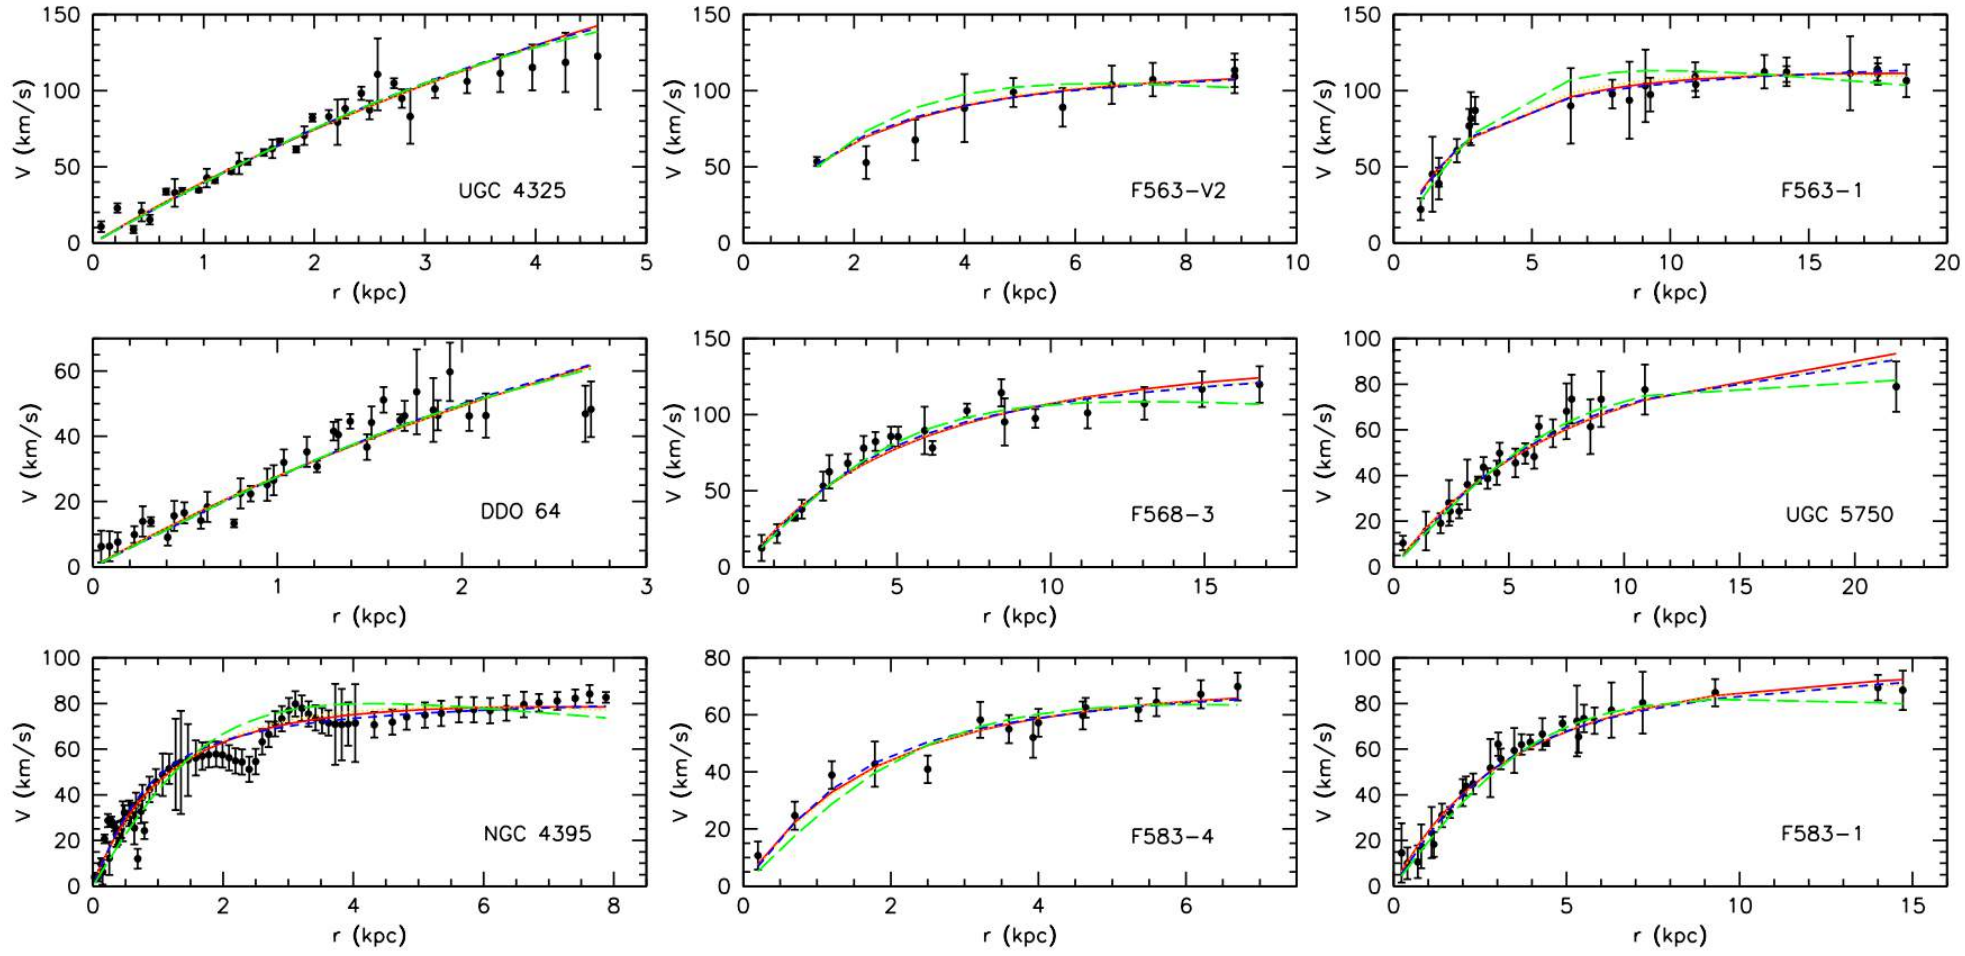 150
100
50
0
V (km/s)
UGC 4325
0 1 2 3 4 5
r (kpc)
150
100
50
0
V (km/s)
F563-V2
0 2 4 6 8 10
r (kpc)
150
100
50
0
V (km/s)
F563-1
0 5 10 15 20
r (kpc)
60
40
20
0
V (km/s)
DDO 64
0 1 2 3
r (kpc)
150
100
50
0
V (km/s)
F568-3
0 5 10 15
r (kpc)
100
80
60
40
20
0
V (km/s)
UGC 5750
0 5 10 15 20
r (kpc)
100
80
60
40
20
0
V (km/s)
NGC 4395
0 2 4 6 8
r (kpc)
80
60
40
20
0
V (km/s)
F583-4
0 2 4 6
r (kpc)
100
80
60
40
20
0
V (km/s)
F583-1
0 5 10 15
r (kpc)